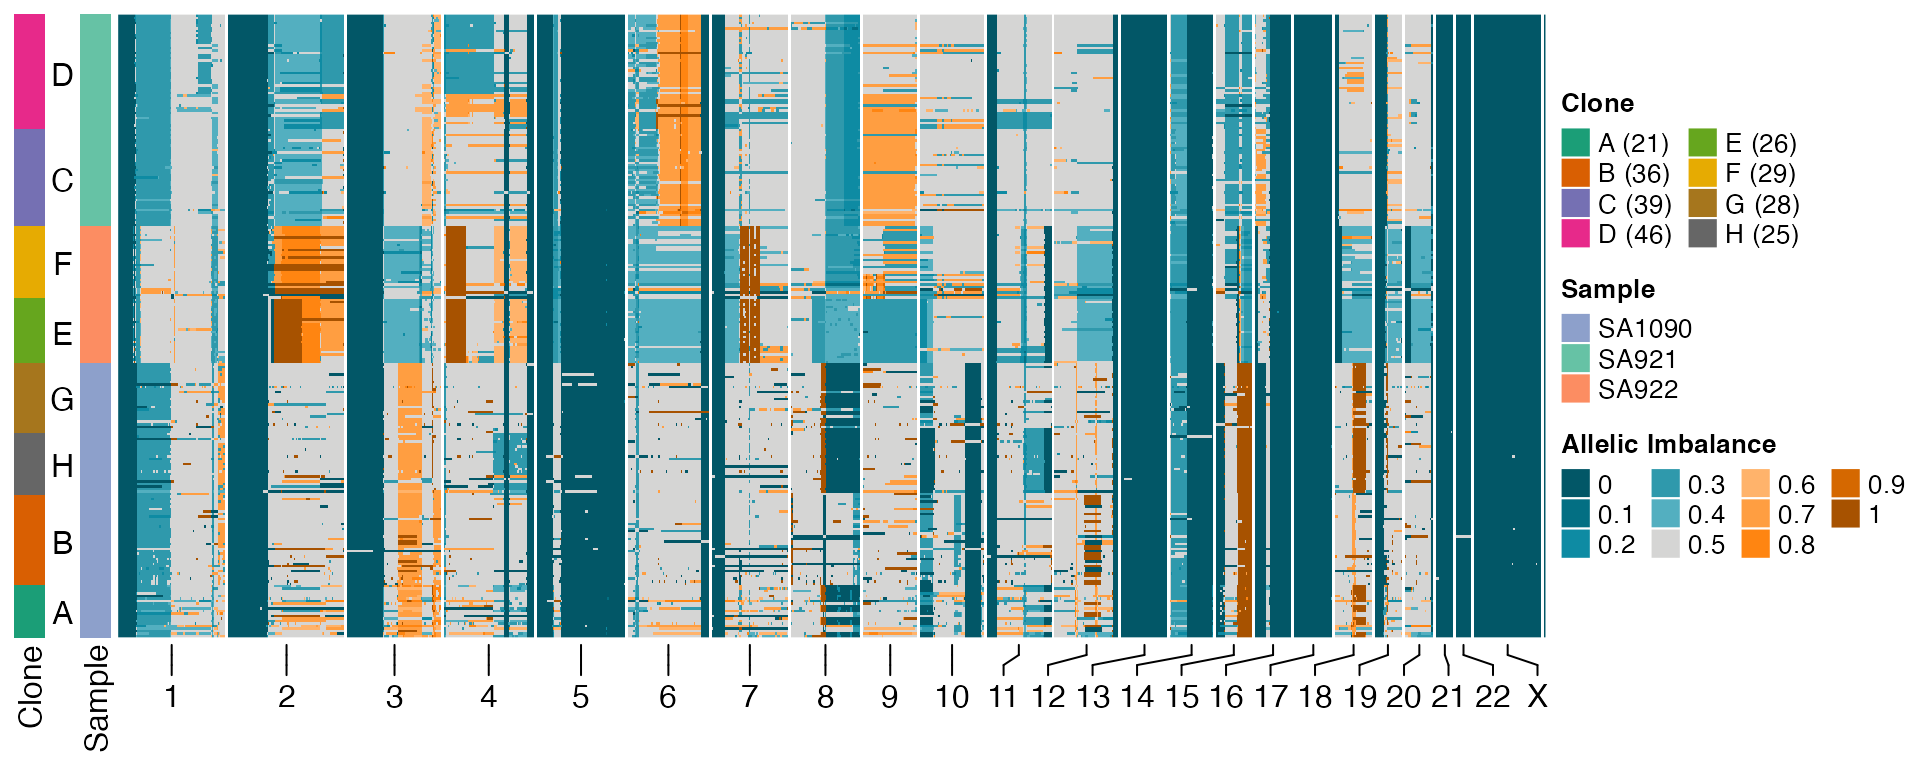 D
C
F
E
G
H
B
A
Clone
Sample
1 2 3 4 5 6 7 8 9 10 11 12 13 14 15 16 17 18 19 20 21 22 X
Clone
A (21) E (26)
B (36) F (29)
C (39) G (28)
D (46) H (25)
Sample
SA1090
SA921
SA922
Allelic Imbalance
0 0.3 0.6 0.9
0.1 0.4 0.7 1
0.2 0.5 0.8